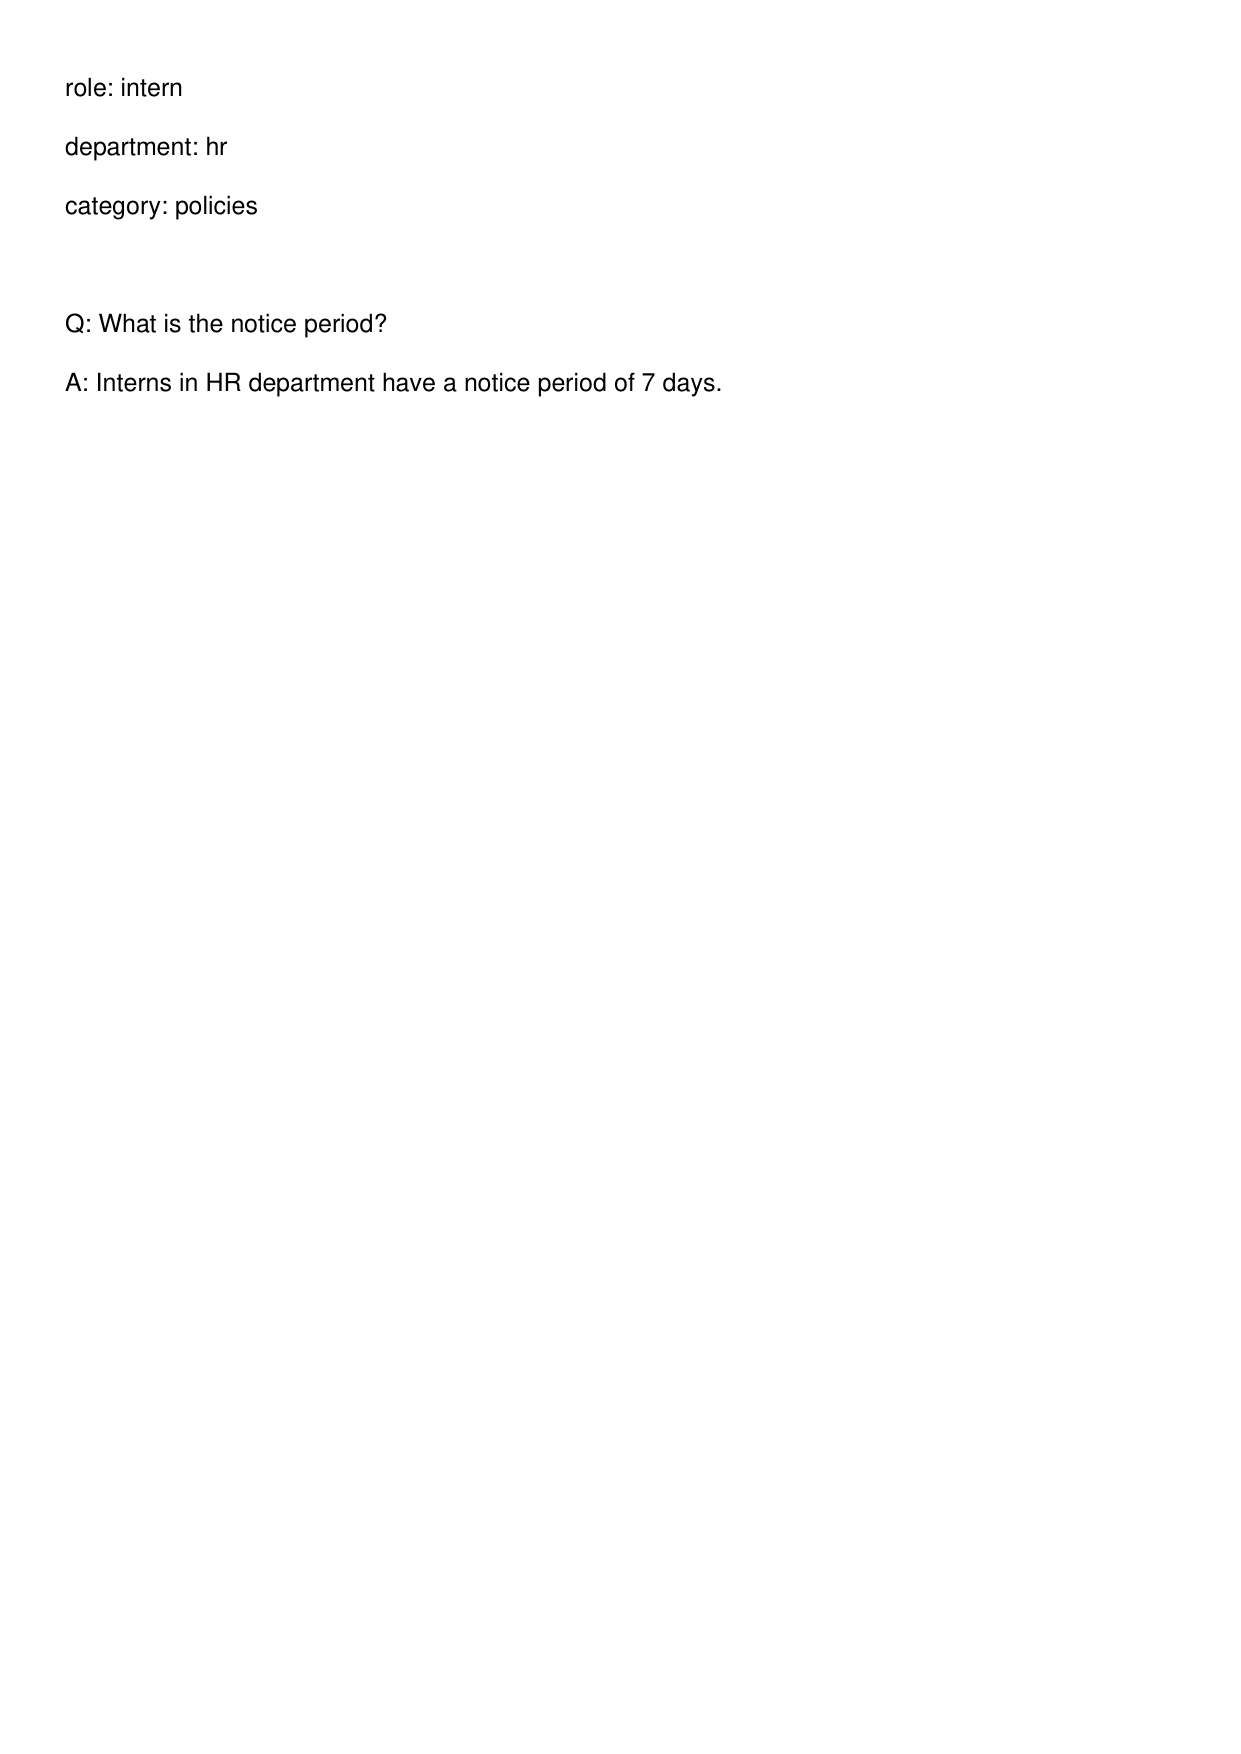 role: intern
department: hr
category: policies
Q: What is the notice period?
A: Interns in HR department have a notice period of 7 days.